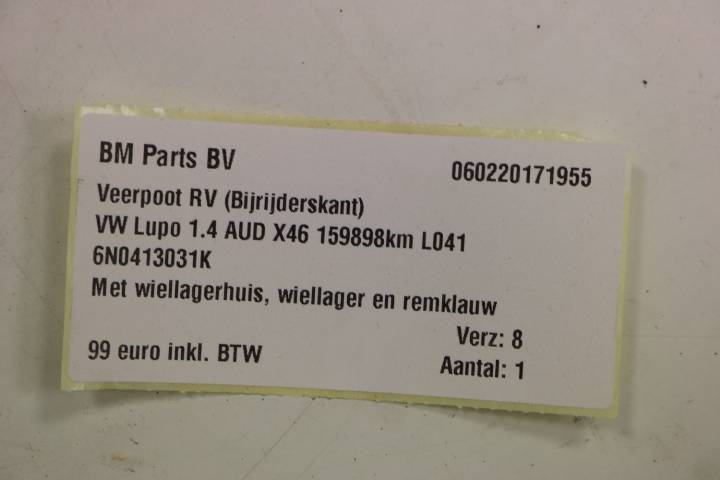 BM Parts BV 060220171955
Veerpoot RV (Bijrijderskant)
VW Lupo 1.4 AUD X46 159898km L041
6N0413031K
Met wiellagerhuis, wiellager en remklauw
Verz: 8
99 euro inkl. BTW Aantal: 1